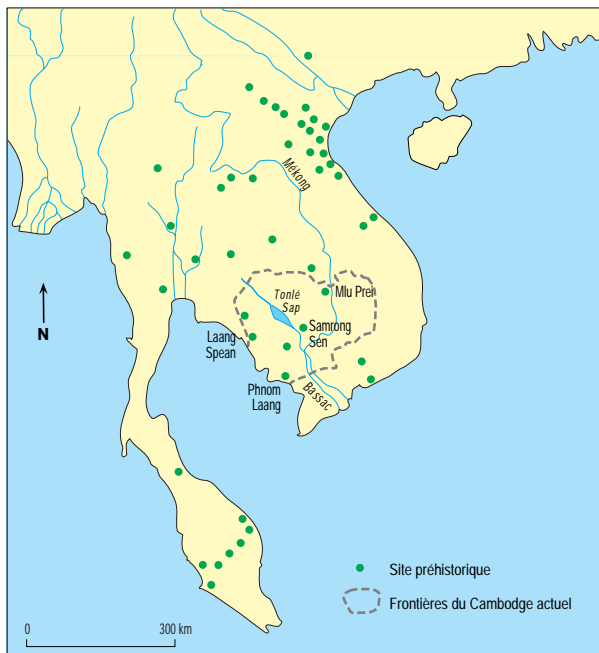 Mékong
Mlu Prei
Tonlé
Sap
Samrong
Sen
Laang
Spean
Phnom
Laang
Bassac
N
Site préhistorique
Frontières du Cambodge actuel
0
300 km